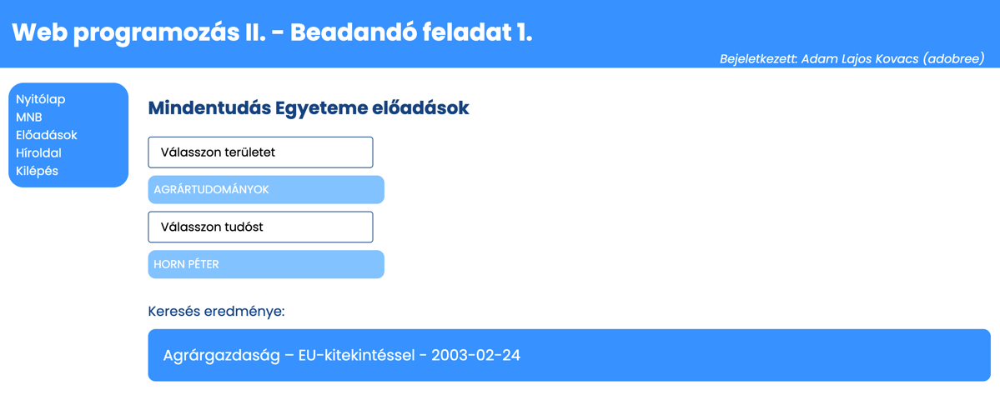 Web programozás II. - Beadandó feladat 1.
Bejeletkezett: Adam Lajos Kovacs (adobree)
Nyitólap
MNB
Előadások
Híroldal
Kilépés
Mindentudás Egyeteme előadások
Válasszon területet
AGRÁRTUDOMÁNYOK
Válasszon tudóst
HORN PÉTER
Keresés eredménye:
Agrárgazdaság – EU-kitekintéssel - 2003-02-24